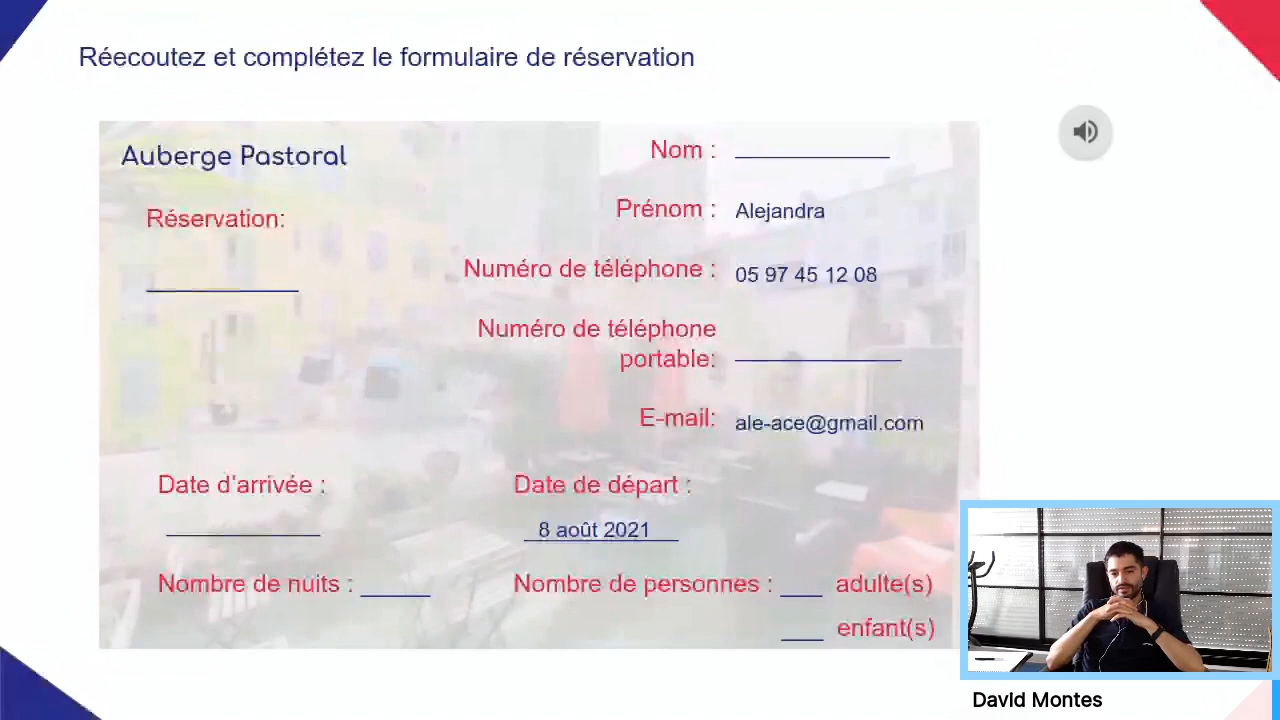 Réecoutez et complétez le formulaire de réservation
Auberge Pastoral
Réservation:
Nom :
Prénom : Alejandra
Numéro de téléphone : 05 97 45 12 08
Numéro de téléphone
portable:
E-mail: ale-ace@gmail.com
Date d'arrivée :
Date de départ :
8 août 2021
Nombre de nuits :
Nombre de personnes : adulte(s)
enfant(s)
David Montes